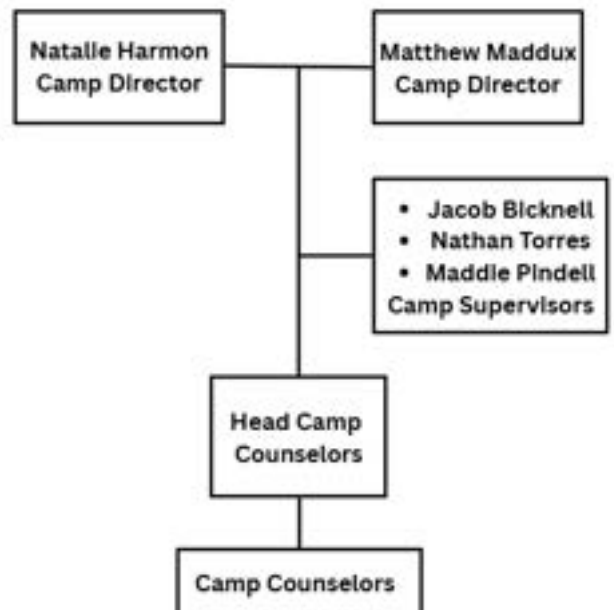 Natalie Harmon
Camp Director
Matthew Maddux
Camp Director
• Jacob Bicknell
• Nathan Torres
• Maddie Pindell
Camp Supervisors
Head Camp
Counselors
Camp Counselors